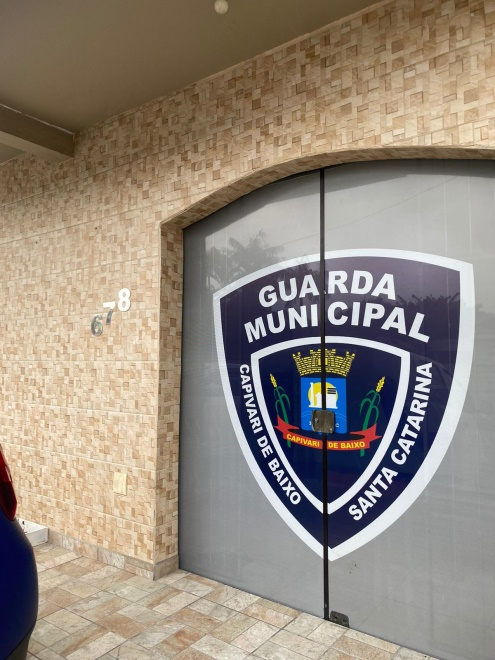 678
GUARDA
MUNICIPAL
CAPIVARI DE BAIXO
SANTA CATARINA
CAPIVARI DE BAIXO